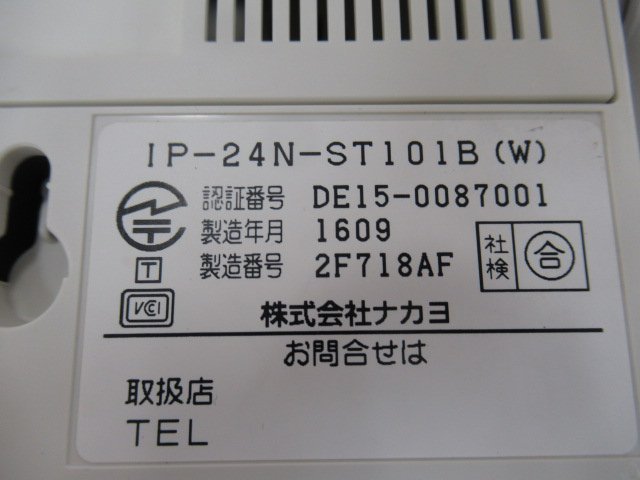 IP-24N-ST101B(W)
認証番号 DE15-0087001
製造年月 1609
製造番号 2F718AF
社検 合
T
VCCI
株式会社ナカヨ
お問合せは
取扱店
TEL